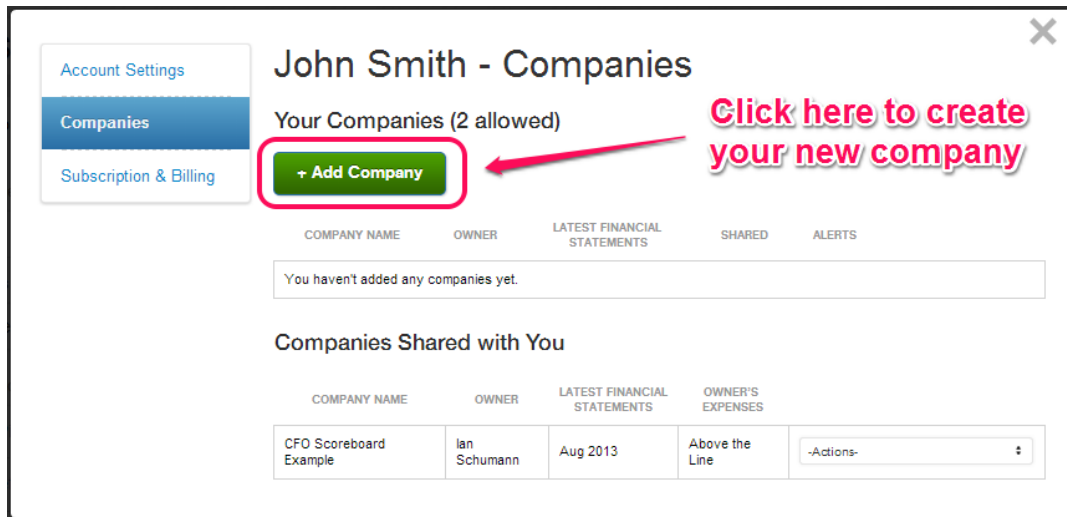 Account Settings
Companies
Subscription & Billing
John Smith - Companies
Your Companies (2 allowed)
+ Add Company
Click here to create
your new company
COMPANY NAME OWNER LATEST FINANCIAL STATEMENTS SHARED ALERTS
You haven't added any companies yet.
Companies Shared with You
COMPANY NAME OWNER LATEST FINANCIAL STATEMENTS OWNER'S EXPENSES
CFO Scoreboard Example Ian Schumann Aug 2013 Above the Line -Actions-